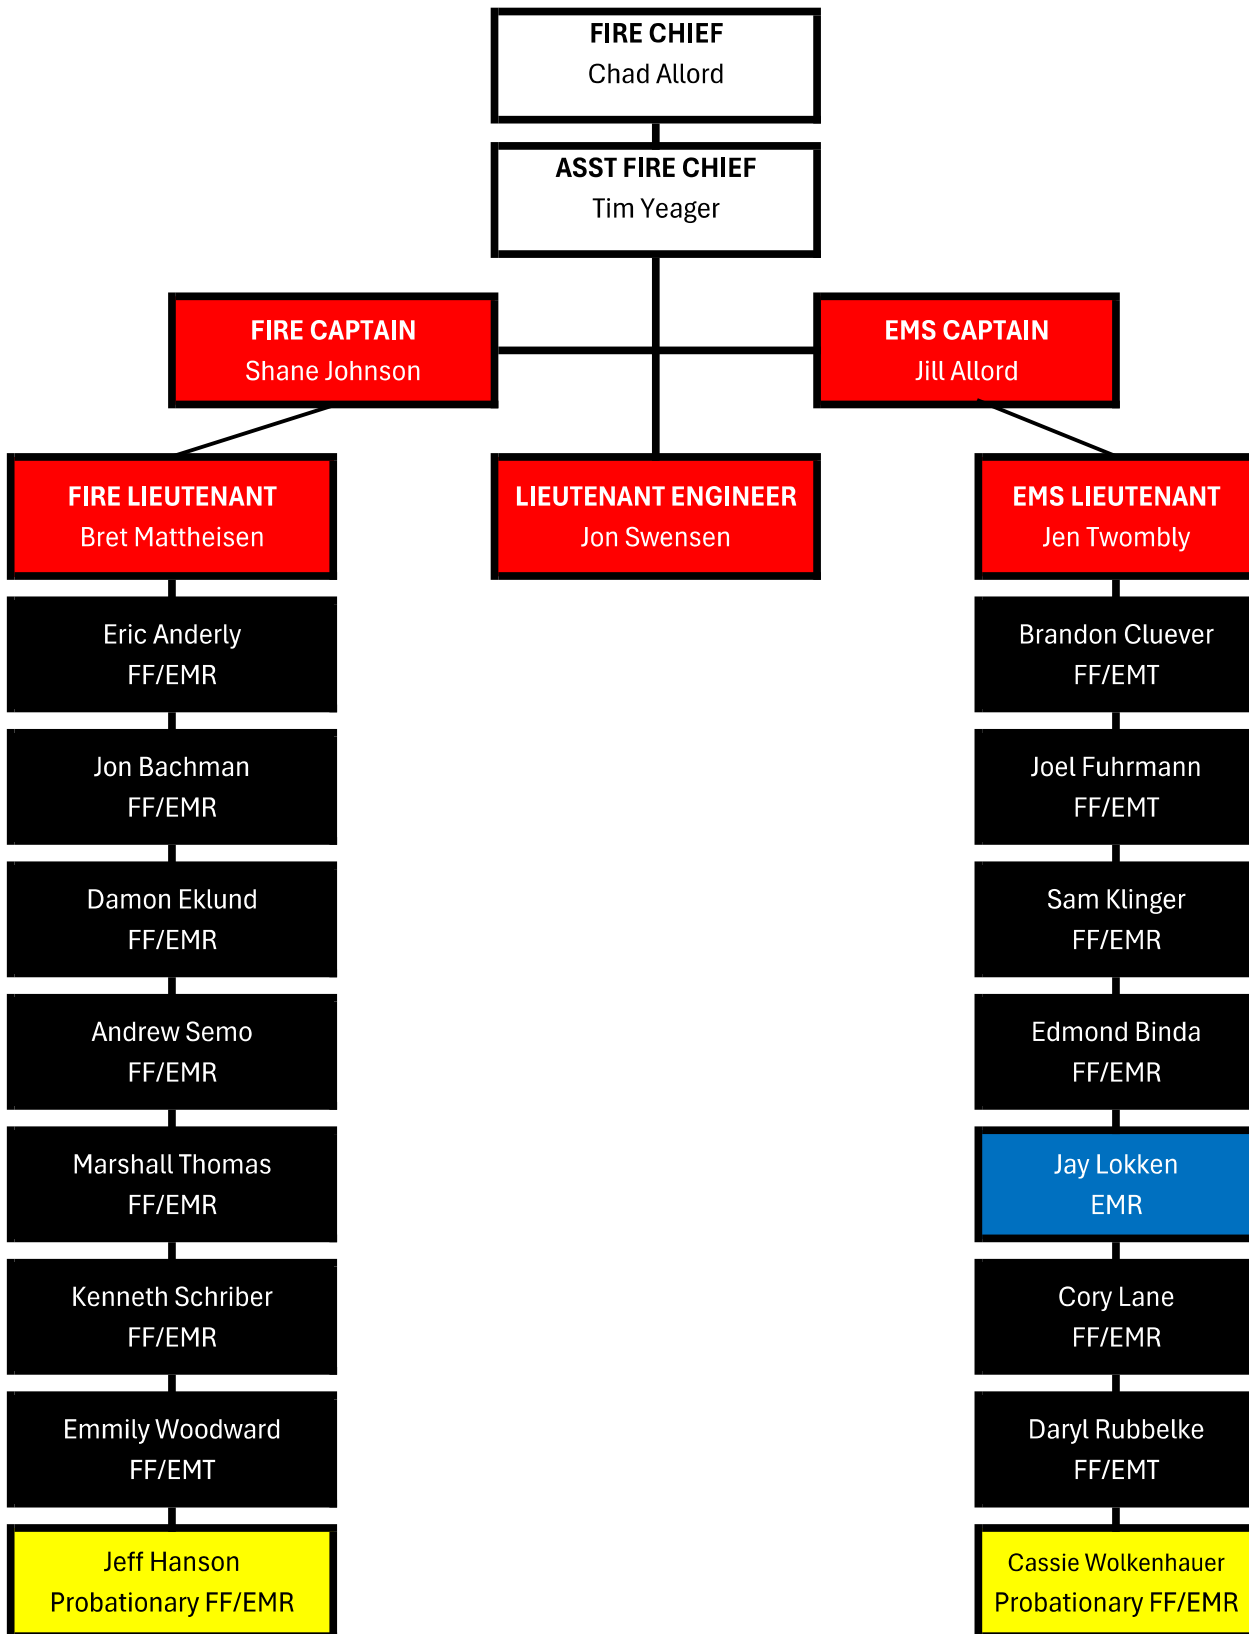 FIRE CHIEF
Chad Allord
ASST FIRE CHIEF
Tim Yeager
FIRE CAPTAIN
Shane Johnson
EMS CAPTAIN
Jill Allord
FIRE LIEUTENANT
Bret Mattheisen
LIEUTENANT ENGINEER
Jon Swensen
EMS LIEUTENANT
Jen Twombly
Eric Anderly
FF/EMR
Jon Bachman
FF/EMR
Damon Eklund
FF/EMR
Andrew Semo
FF/EMR
Marshall Thomas
FF/EMR
Kenneth Schriber
FF/EMR
Emmily Woodward
FF/EMT
Jeff Hanson
Probationary FF/EMR
Brandon Cluever
FF/EMT
Joel Fuhrmann
FF/EMT
Sam Klinger
FF/EMR
Edmond Binda
FF/EMR
Jay Lokken
EMR
Cory Lane
FF/EMR
Daryl Rubbelke
FF/EMT
Cassie Wolkenhauer
Probationary FF/EMR